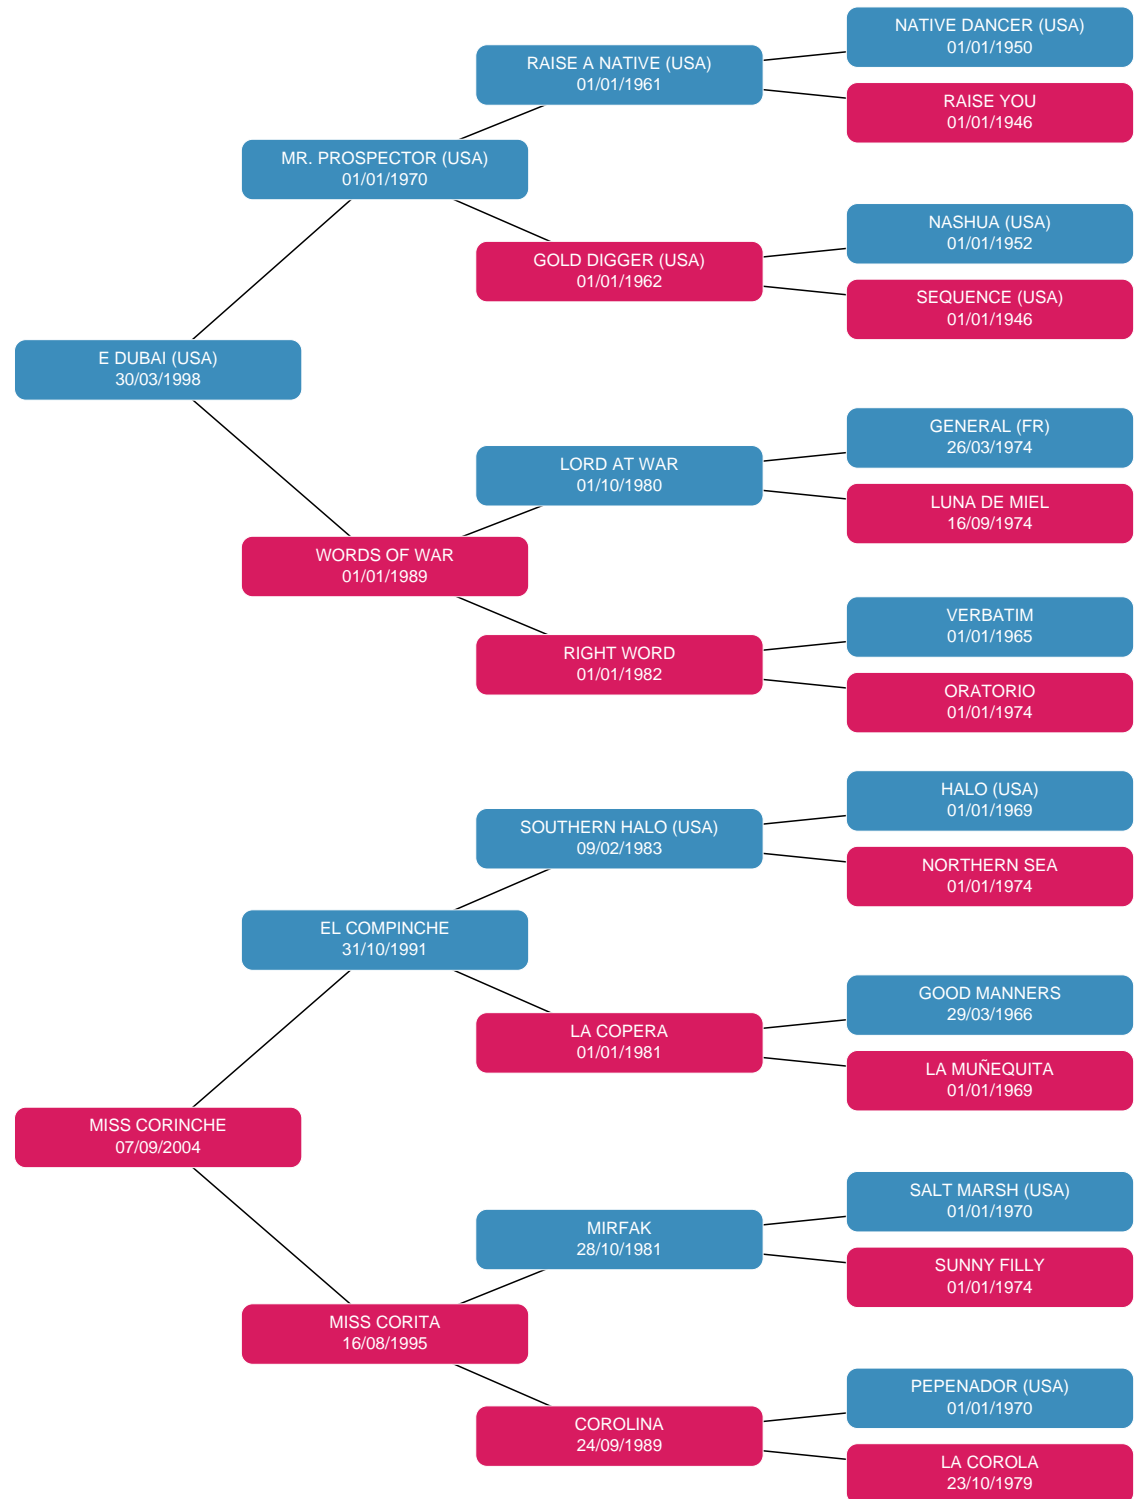 NATIVE DANCER (USA)
01/01/1950
RAISE A NATIVE (USA)
01/01/1961
RAISE YOU
01/01/1946
MR. PROSPECTOR (USA)
01/01/1970
NASHUA (USA)
01/01/1952
GOLD DIGGER (USA)
01/01/1962
SEQUENCE (USA)
01/01/1946
E DUBAI (USA)
30/03/1998
GENERAL (FR)
26/03/1974
LORD AT WAR
01/10/1980
LUNA DE MIEL
16/09/1974
WORDS OF WAR
01/01/1989
VERBATIM
01/01/1965
RIGHT WORD
01/01/1982
ORATORIO
01/01/1974
HALO (USA)
01/01/1969
SOUTHERN HALO (USA)
09/02/1983
NORTHERN SEA
01/01/1974
EL COMPINCHE
31/10/1991
GOOD MANNERS
29/03/1966
LA COPERA
01/01/1981
LA MUÑEQUITA
01/01/1969
MISS CORINCHE
07/09/2004
SALT MARSH (USA)
01/01/1970
MIRFAK
28/10/1981
SUNNY FILLY
01/01/1974
MISS CORITA
16/08/1995
PEPENADOR (USA)
01/01/1970
COROLINA
24/09/1989
LA COROLA
23/10/1979